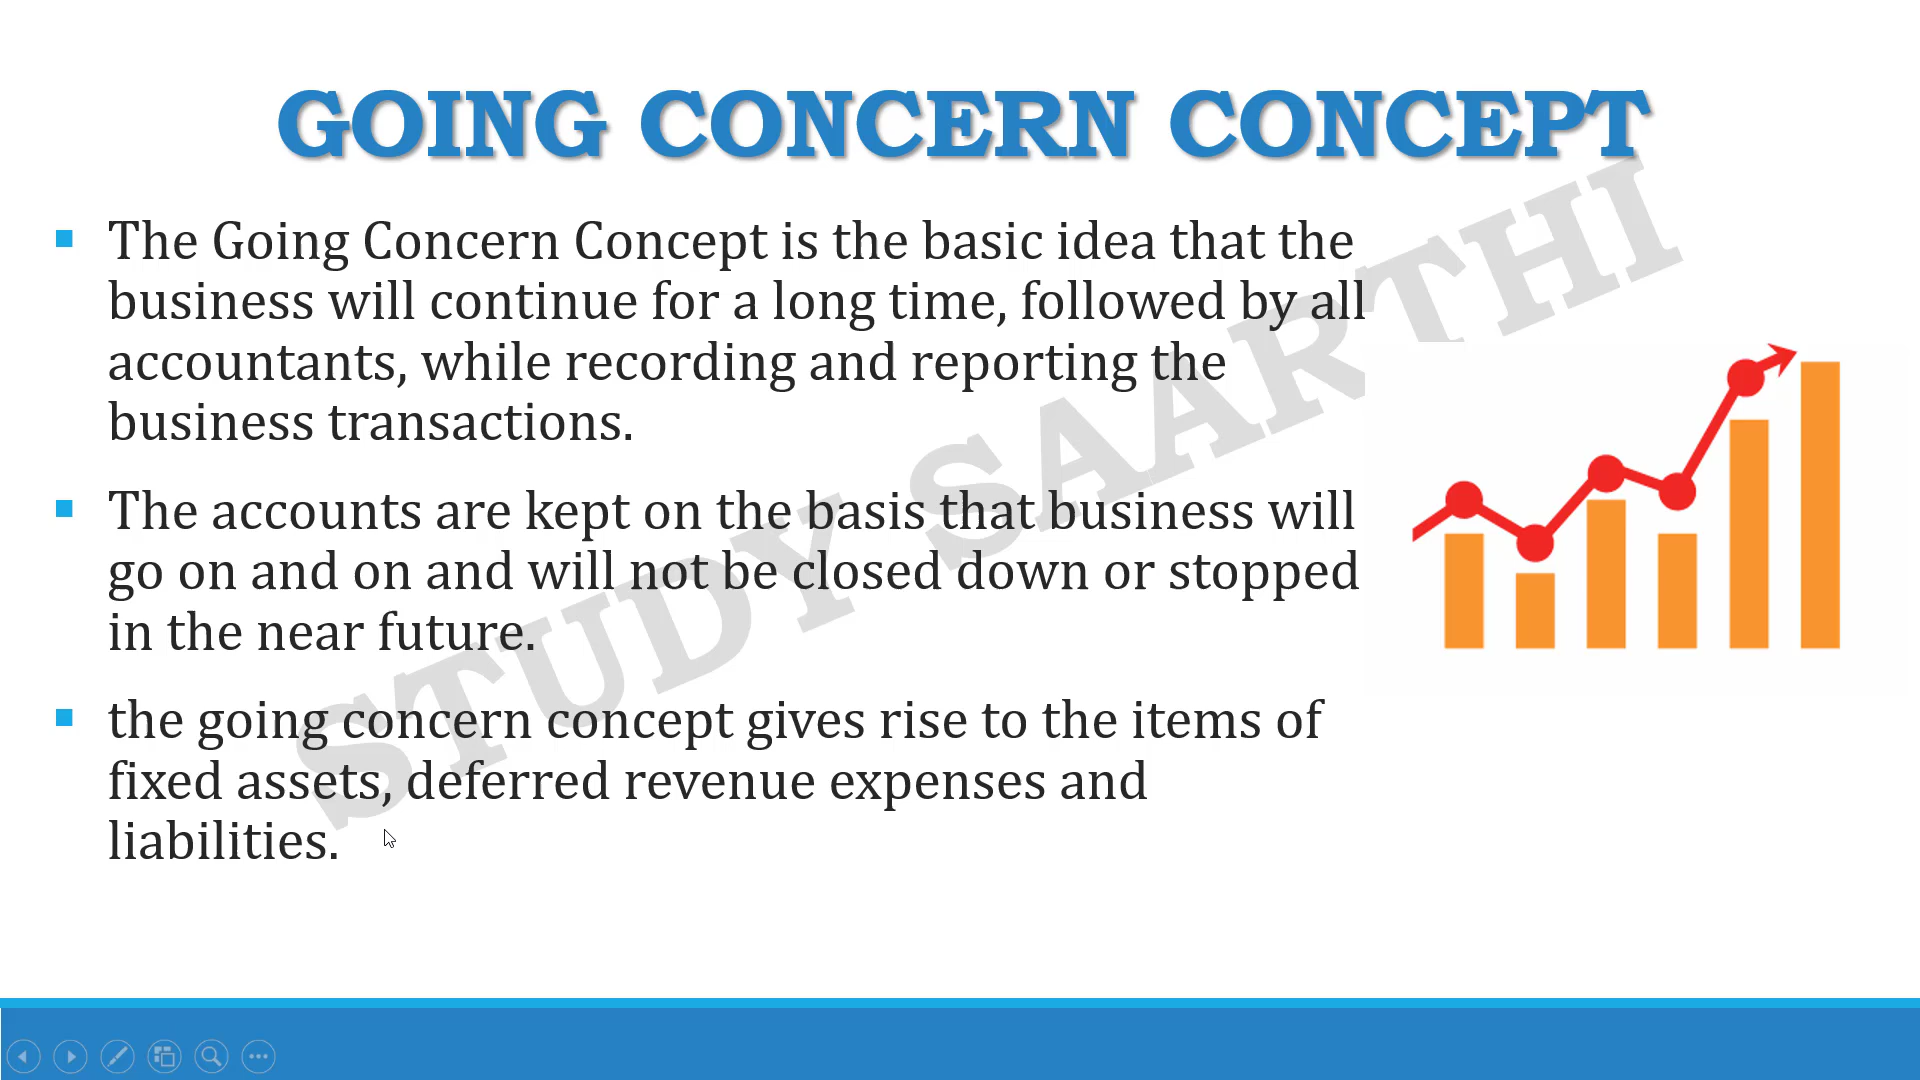 GOING CONCERN CONCEPT
The Going Concern Concept is the basic idea that the
business will continue for a long time, followed by all
accountants, while recording and reporting the
business transactions.
The accounts are kept on the basis that business will
go on and on and will not be closed down or stopped
in the near future.
the going concern concept gives rise to the items of
fixed assets, deferred revenue expenses and
liabilities.
STUDY SAARTHI